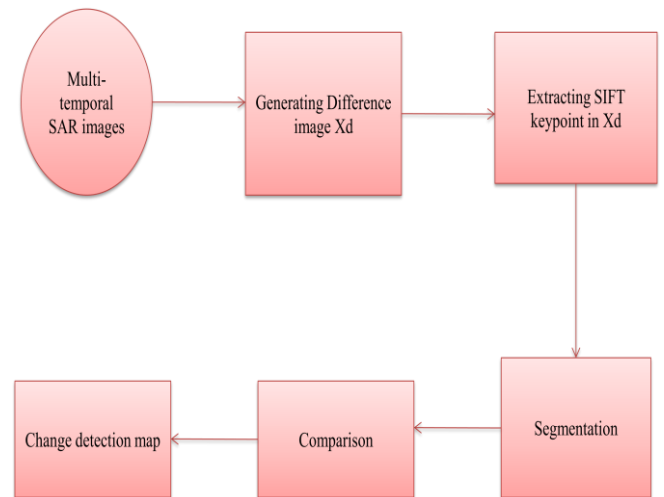 Multi-
temporal
SAR images
Generating Difference
image Xd
Extracting SIFT
keypoint in Xd
Segmentation
Comparison
Change detection map